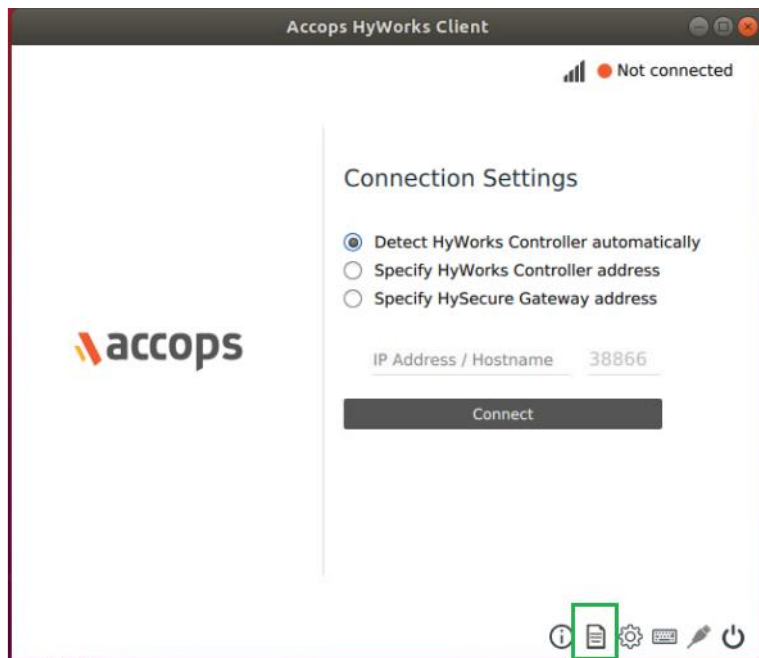 Accops HyWorks Client
Not connected
Connection Settings
Detect HyWorks Controller automatically
Specify HyWorks Controller address
Specify HySecure Gateway address
accops
IP Address / Hostname 38866
Connect